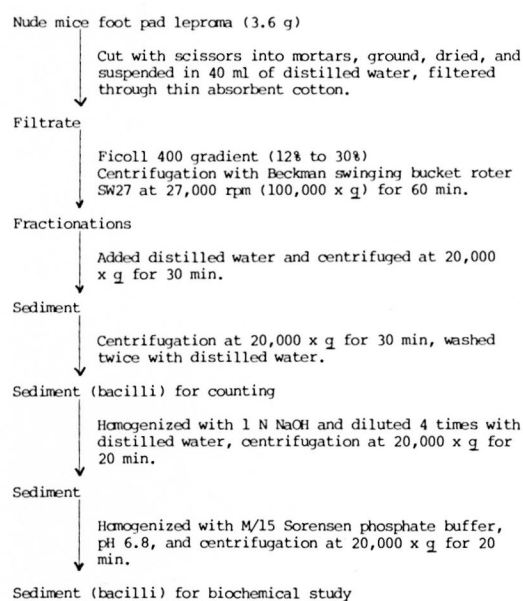 Nude mice foot pad leproma (3.6 g)
Cut with scissors into mortars, ground, dried, and
suspended in 40 ml of distilled water, filtered
through thin absorbent cotton.
Filtrate
Ficoll 400 gradient (12% to 30%)
Centrifugation with Beckman swinging bucket roter
SW27 at 27,000 rpm (100,000 x g) for 60 min.
Fractionations
Added distilled water and centrifuged at 20,000
x g for 30 min.
Sediment
Centrifugation at 20,000 x g for 30 min, washed
twice with distilled water.
Sediment (bacilli) for counting
Homogenized with 1 N NaOH and diluted 4 times with
distilled water, centrifugation at 20,000 x g for
20 min.
Sediment
Homogenized with M/15 Sorensen phosphate buffer,
pH 6.8, and centrifugation at 20,000 x g for 20
min.
Sediment (bacilli) for biochemical study